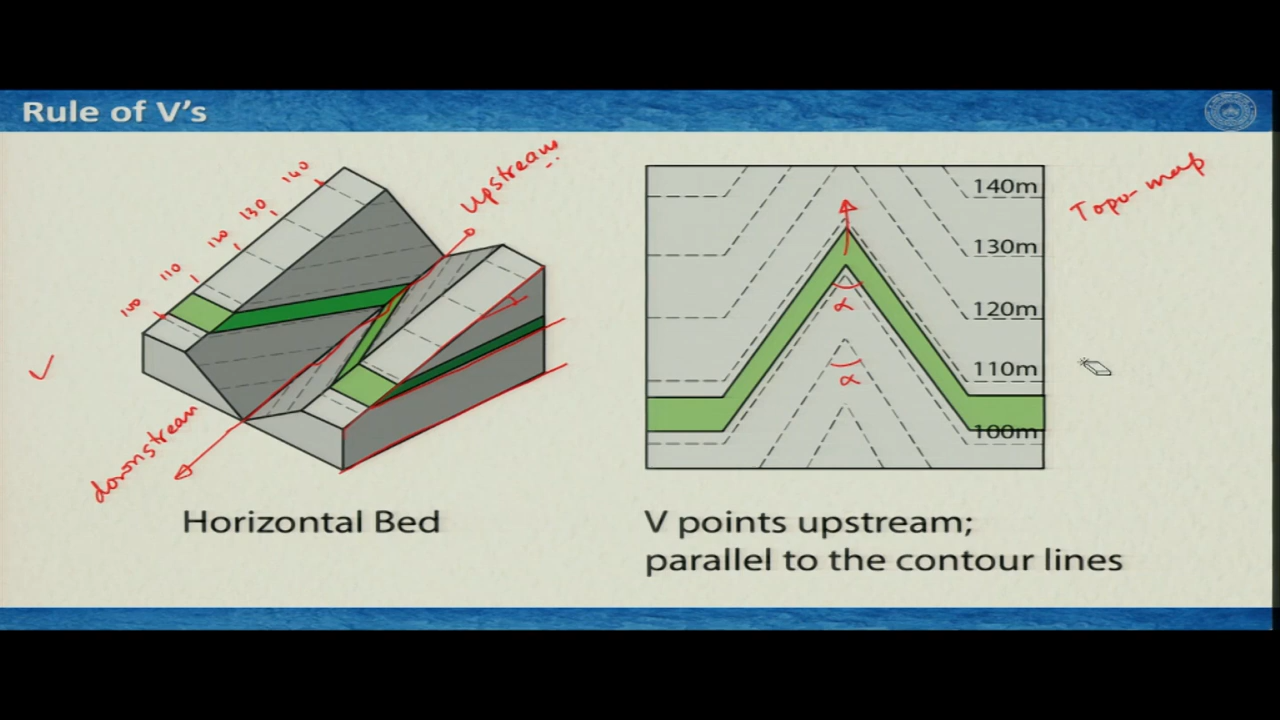 Rule of V's
Upstream
140
130
120
110
100
downstream
Horizontal Bed
Topo-map
140m
130m
120m
110m
100m
α
α
V points upstream;
parallel to the contour lines